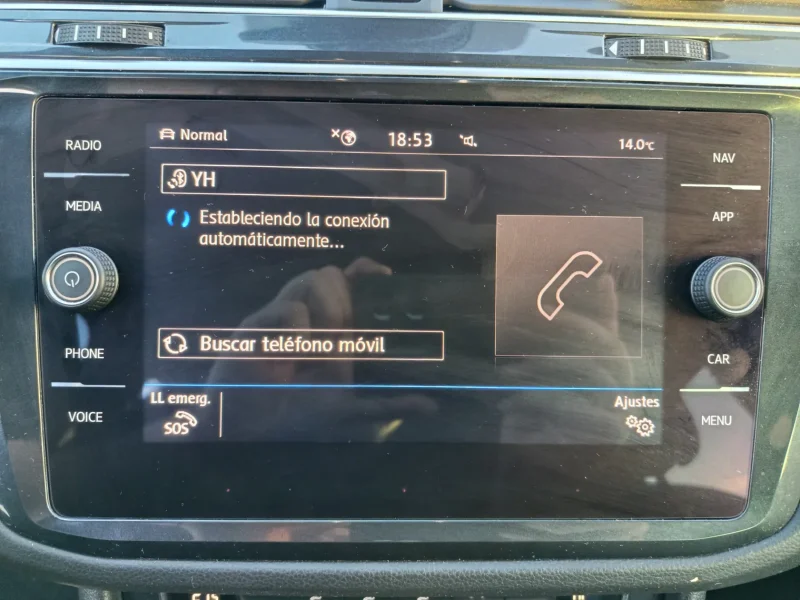 Normal 18:53 14.0°C
RADIO
NAV
YH
MEDIA
APP
Estableciendo la conexión
automáticamente...
PHONE
Buscar teléfono móvil
CAR
LL emerg.
Ajustes
VOICE
SOS
MENU